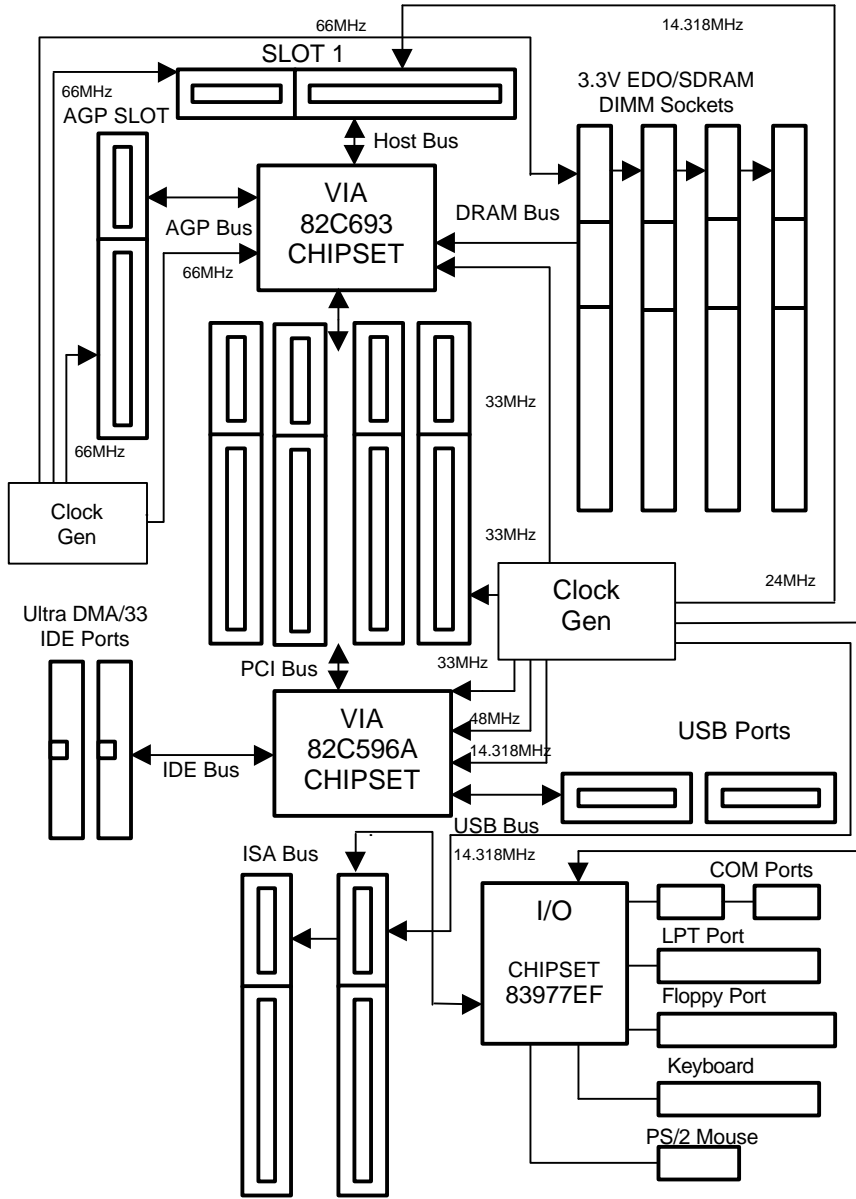 66MHz
14.318MHz
SLOT 1
66MHz
3.3V EDO/SDRAM
DIMM Sockets
AGP SLOT
Host Bus
VIA
82C693
CHIPSET
DRAM Bus
AGP Bus
66MHz
33MHz
66MHz
Clock
Gen
33MHz
Clock
Gen
24MHz
Ultra DMA/33
IDE Ports
PCI Bus
33MHz
VIA
82C596A
CHIPSET
48MHz
14.318MHz
USB Ports
IDE Bus
USB Bus
ISA Bus
14.318MHz
COM Ports
I/O
CHIPSET
83977EF
LPT Port
Floppy Port
Keyboard
PS/2 Mouse